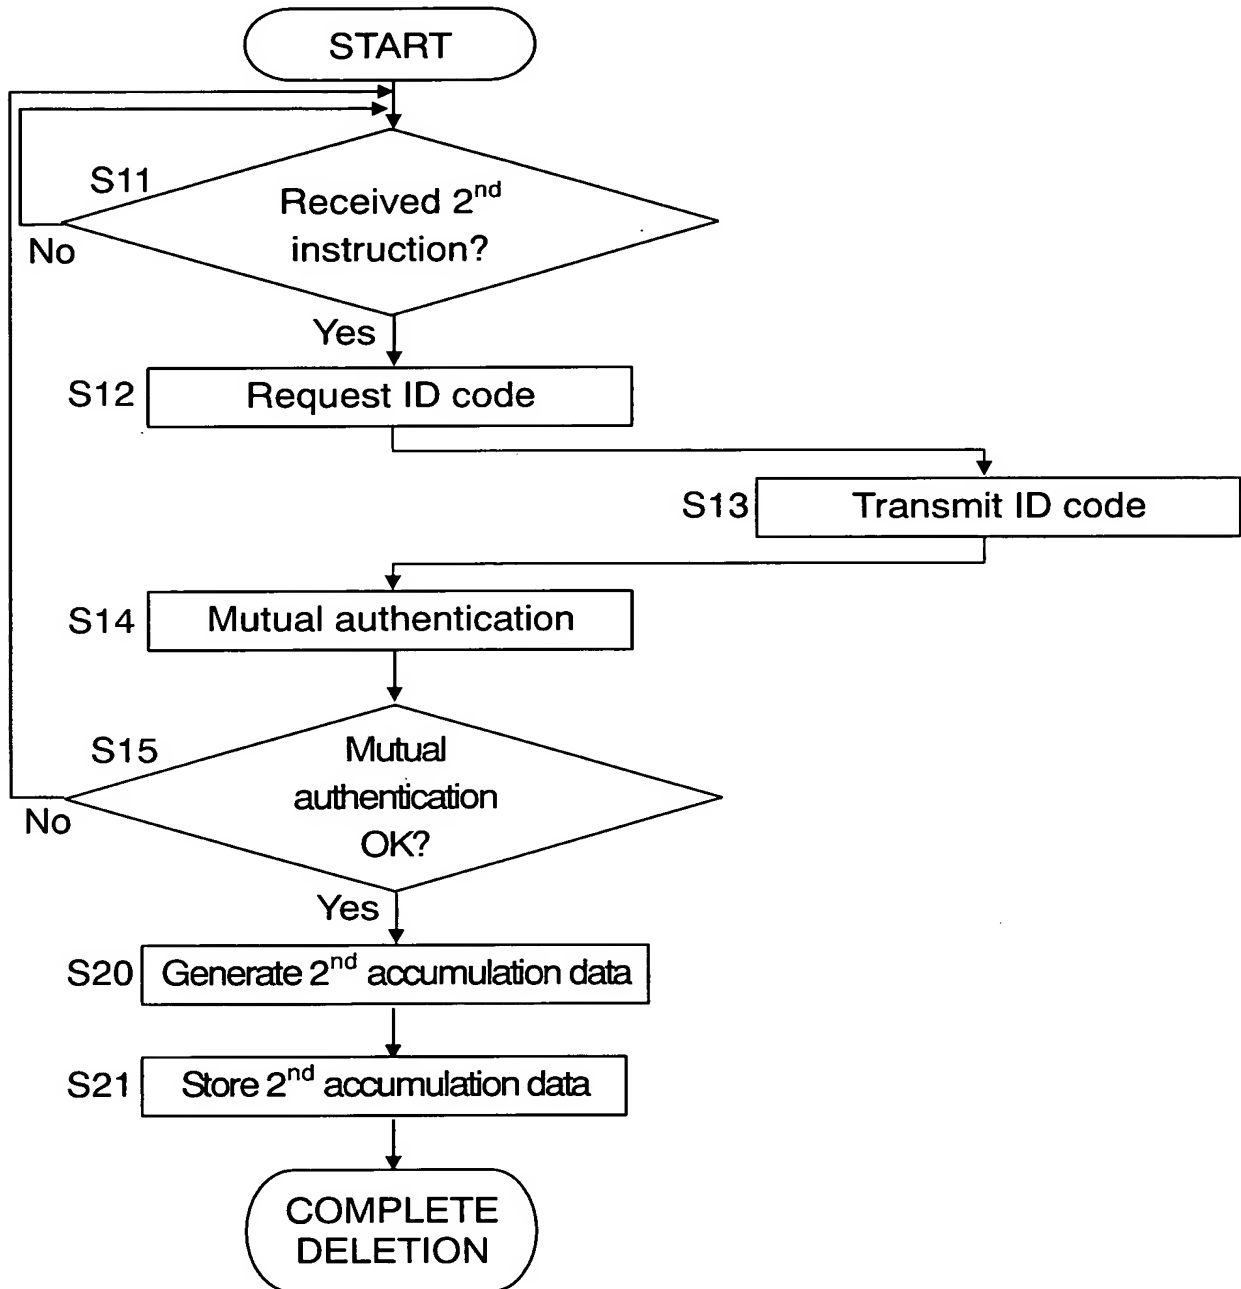 START
S11
Received 2nd
instruction?
No
Yes
S12
Request ID code
S13
Transmit ID code
S14
Mutual authentication
S15
Mutual
authentication
OK?
No
Yes
S20
Generate 2nd accumulation data
S21
Store 2nd accumulation data
COMPLETE
DELETION